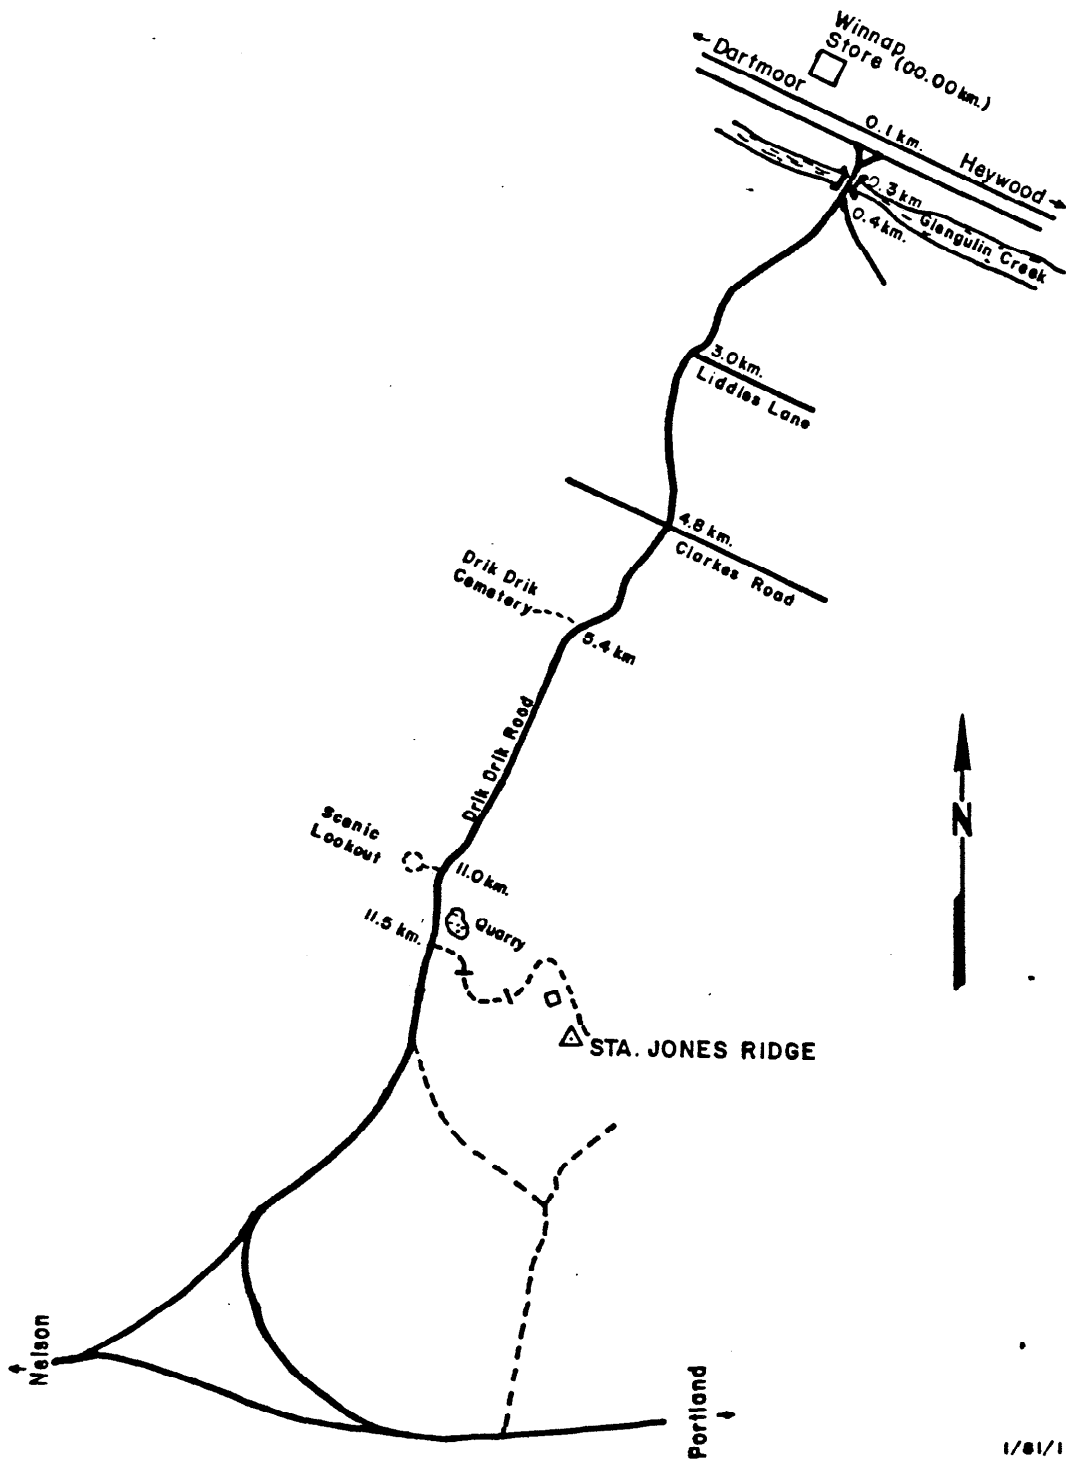 Winnap
Store (00.00km.)
Dartmoor
0.1 km.
Heywood
0.3 km
0.4 km.
Glengulin Creek
3.0 km.
Liddles Lane
4.8 km.
Clarkes Road
Drik Drik
Cemetery
5.4 km
Drik Drik Road
Scenic
Lookout
11.0 km.
11.5 km.
Quarry
N
STA. JONES RIDGE
Nelson
Portland
1/81/1